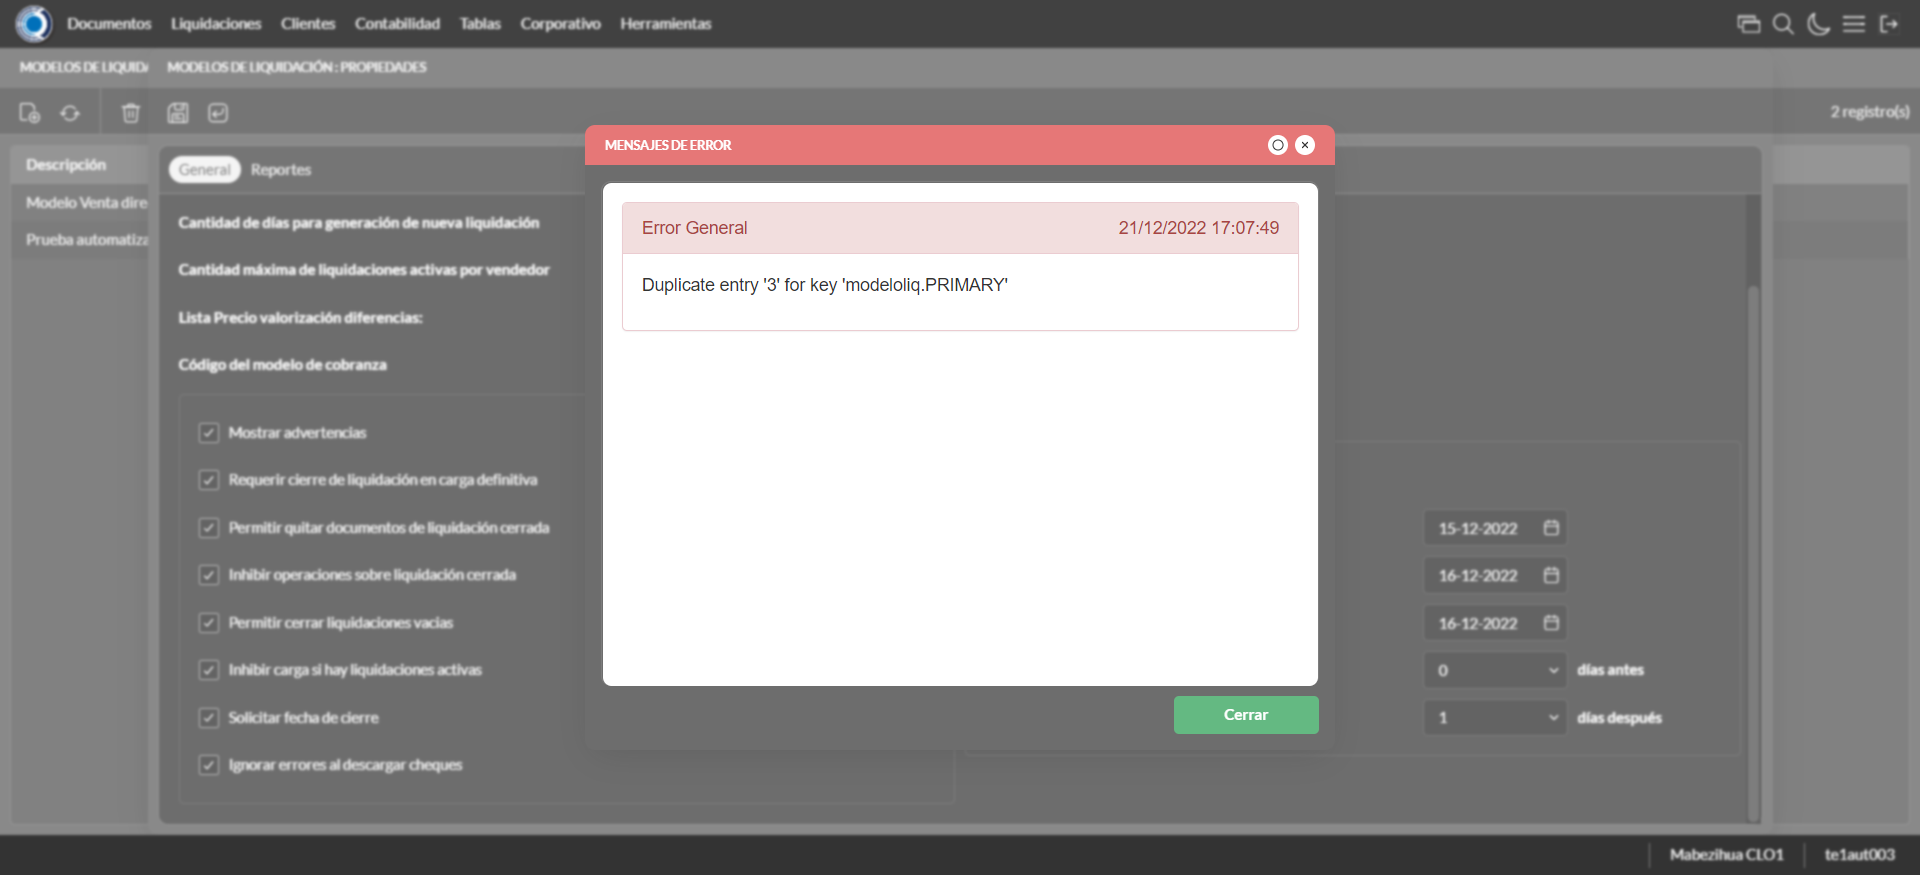 Documentos Liquidaciones Clientes Contabilidad Tablas Corporativo Herramientas
MODELOS DE LIQUIDA MODELOS DE LIQUIDACIÓN : PROPIEDADES
2 registro(s)
MENSAJES DE ERROR
Descripción
General Reportes
Modelo Venta dire
Prueba automatiza
Cantidad de días para generación de nueva liquidación
Cantidad máxima de liquidaciones activas por vendedor
Lista Precio valorización diferencias:
Código del modelo de cobranza
Error General 21/12/2022 17:07:49
Duplicate entry '3' for key 'modeloliq.PRIMARY'
Mostrar advertencias
Requerir cierre de liquidación en carga definitiva
Permitir quitar documentos de liquidación cerrada 15-12-2022
Inhibir operaciones sobre liquidación cerrada 16-12-2022
Permitir cerrar liquidaciones vacias 16-12-2022
Inhibir carga si hay liquidaciones activas 0 días antes
Solicitar fecha de cierre 1 días después
Ignorar errores al descargar cheques
Cerrar
Mabezihua CLO1 te1aut003